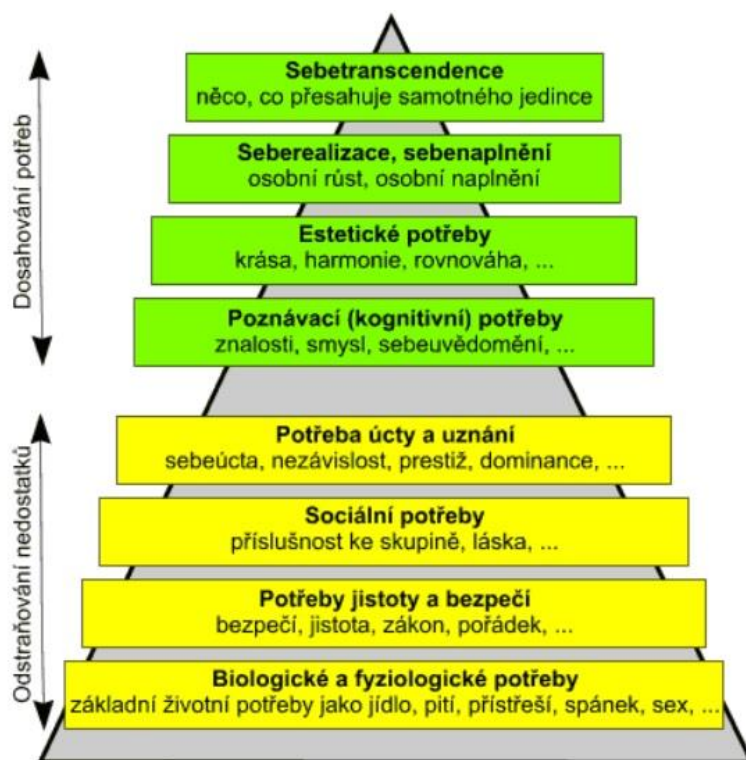 Sebetranscendence
něco, co přesahuje samotného jedince
Seberealizace, sebenaplnění
osobní růst, osobní naplnění
Estetické potřeby
krása, harmonie, rovnováha, ...
Poznávací (kognitivní) potřeby
znalosti, smysl, sebeuvědomění, ...
Dosahování potřeb
Potřeba úcty a uznání
sebeúcta, nezávislost, prestiž, dominance, ...
Sociální potřeby
příslušnost ke skupině, láska, ...
Potřeby jistoty a bezpečí
bezpečí, jistota, zákon, pořádek, ...
Biologické a fyziologické potřeby
základní životní potřeby jako jídlo, pití, přístřeší, spánek, sex, ...
Odstraňování nedostatků